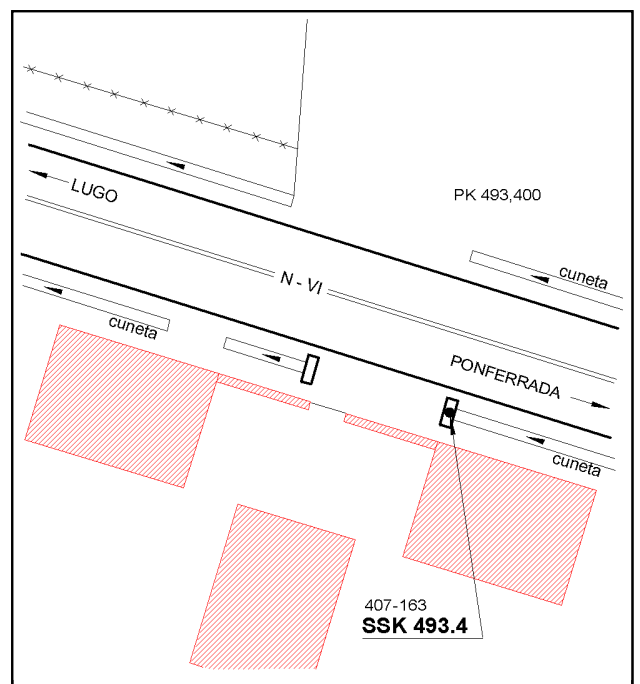 LUGO
PK 493,400
cuneta
N - VI
cuneta
PONFERRADA
cuneta
407-163
SSK 493.4